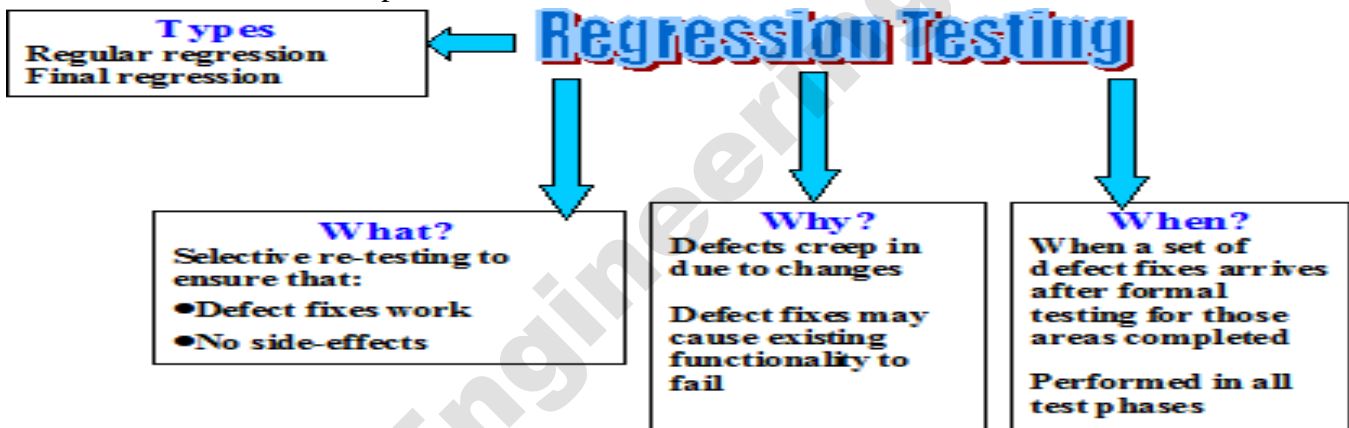 Regression Testing
Types
Regular regression
Final regression
What?
Selective re-testing to
ensure that:
●Defect fixes work
●No side-effects
Why?
Defects creep in
due to changes
Defect fixes may
cause existing
functionality to
fail
When?
When a set of
defect fixes arrives
after formal
testing for those
areas completed
Performed in all
test phases
Engineering